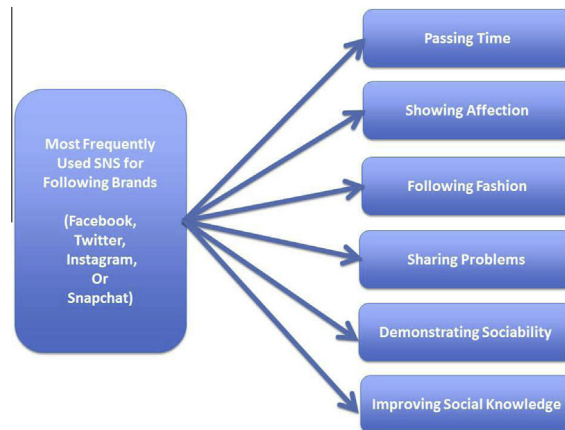 Most Frequently
Used SNS for
Following Brands
(Facebook,
Twitter,
Instagram,
Or
Snapchat)
Passing Time
Showing Affection
Following Fashion
Sharing Problems
Demonstrating Sociability
Improving Social Knowledge